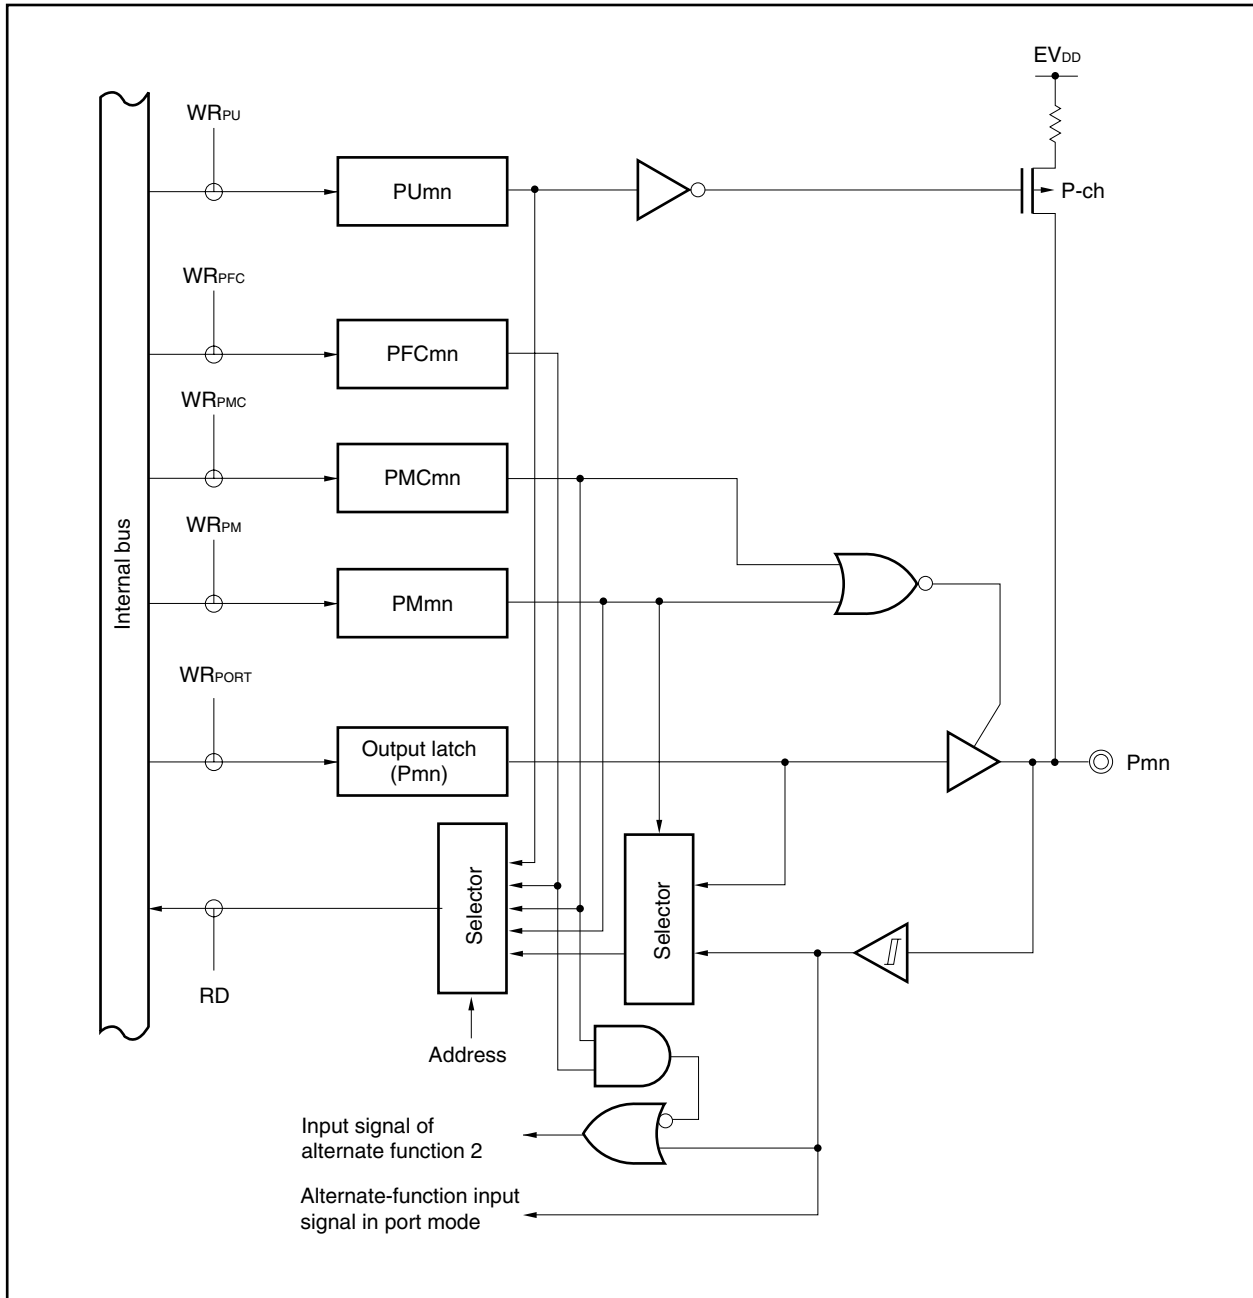 EVDD
WRPU
PUmn
P-ch
WRPFC
PFCmn
WRPMC
PMCmn
WRPM
PMmn
Internal bus
WRPORT
Output latch
(Pmn)
Pmn
Selector
Selector
RD
Address
Input signal of
alternate function 2
Alternate-function input
signal in port mode